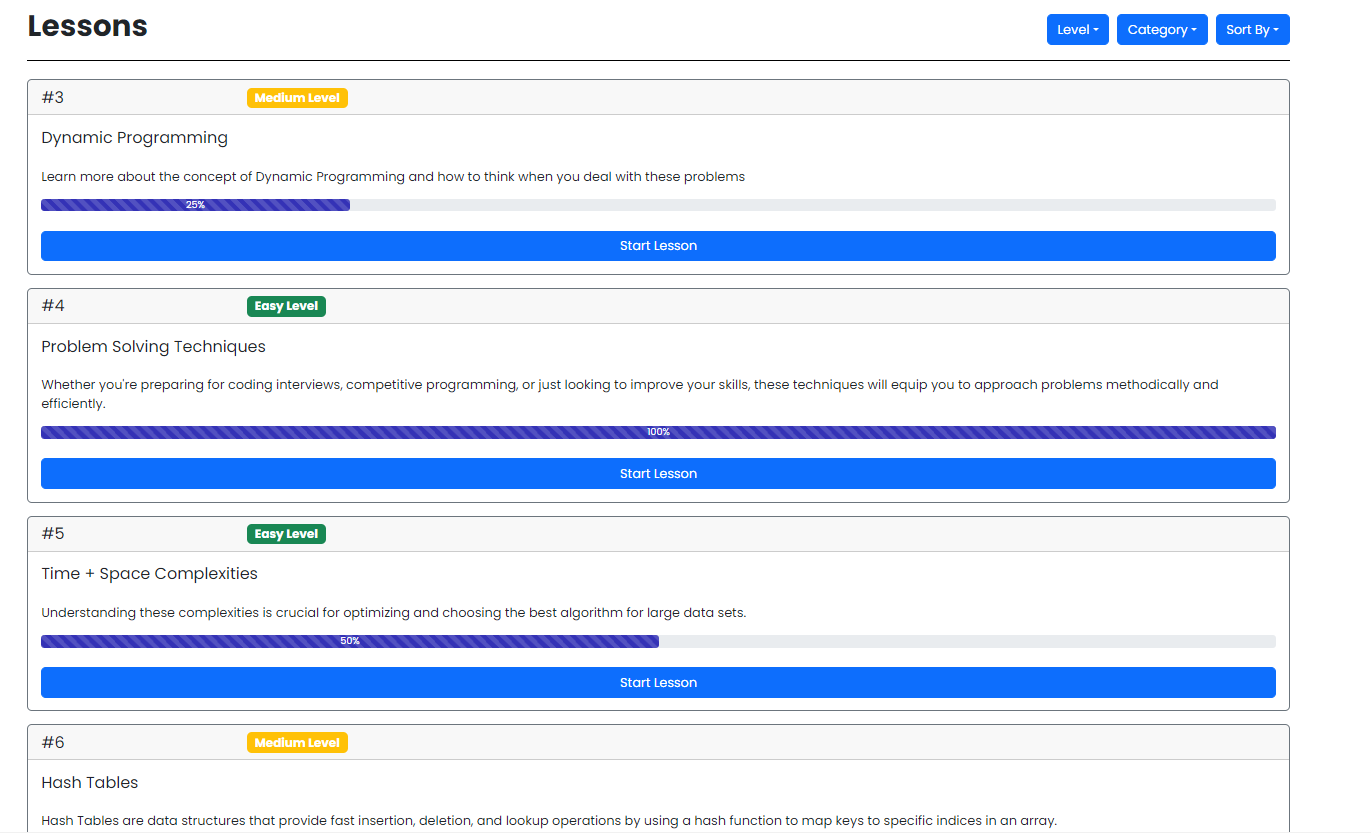 Lessons
Level
Category
Sort By
#3
Medium Level
Dynamic Programming
Learn more about the concept of Dynamic Programming and how to think when you deal with these problems
25%
Start Lesson
#4
Easy Level
Problem Solving Techniques
Whether you're preparing for coding interviews, competitive programming, or just looking to improve your skills, these techniques will equip you to approach problems methodically and
efficiently.
100%
Start Lesson
#5
Easy Level
Time + Space Complexities
Understanding these complexities is crucial for optimizing and choosing the best algorithm for large data sets.
50%
Start Lesson
#6
Medium Level
Hash Tables
Hash Tables are data structures that provide fast insertion, deletion, and lookup operations by using a hash function to map keys to specific indices in an array.